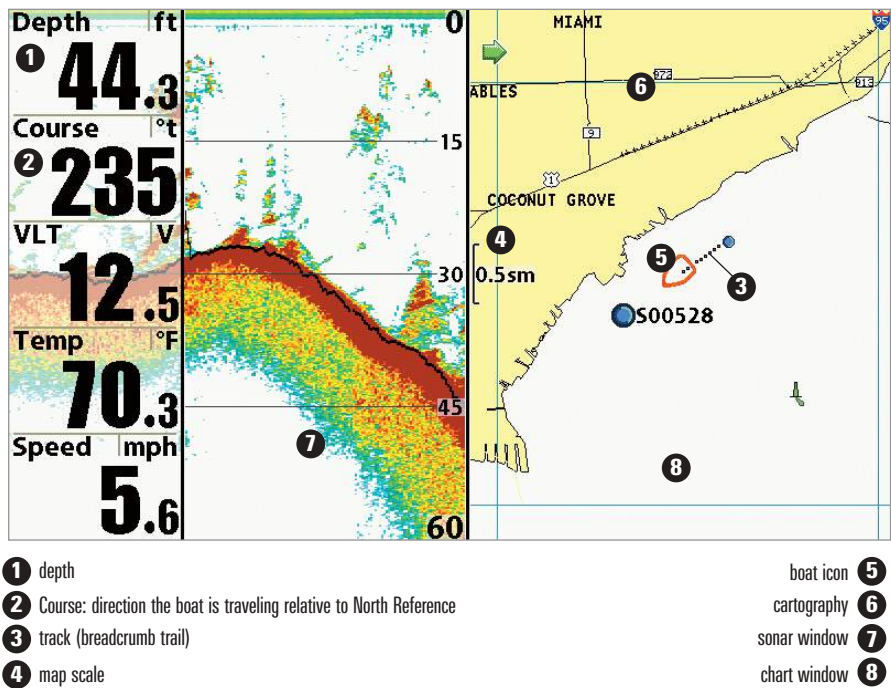 Depth ft
1 44.3
Course °t
2 235
VLT V
12.5
Temp °F
70.3
Speed mph
5.6
0
15
30
45
60
7
MIAMI
95
973
6
913
ABLES
9
1
COCONUT GROVE
4
5
0.5sm
3
S00528
8
1 depth
2 Course: direction the boat is traveling relative to North Reference
3 track (breadcrumb trail)
4 map scale
boat icon 5
cartography 6
sonar window 7
chart window 8